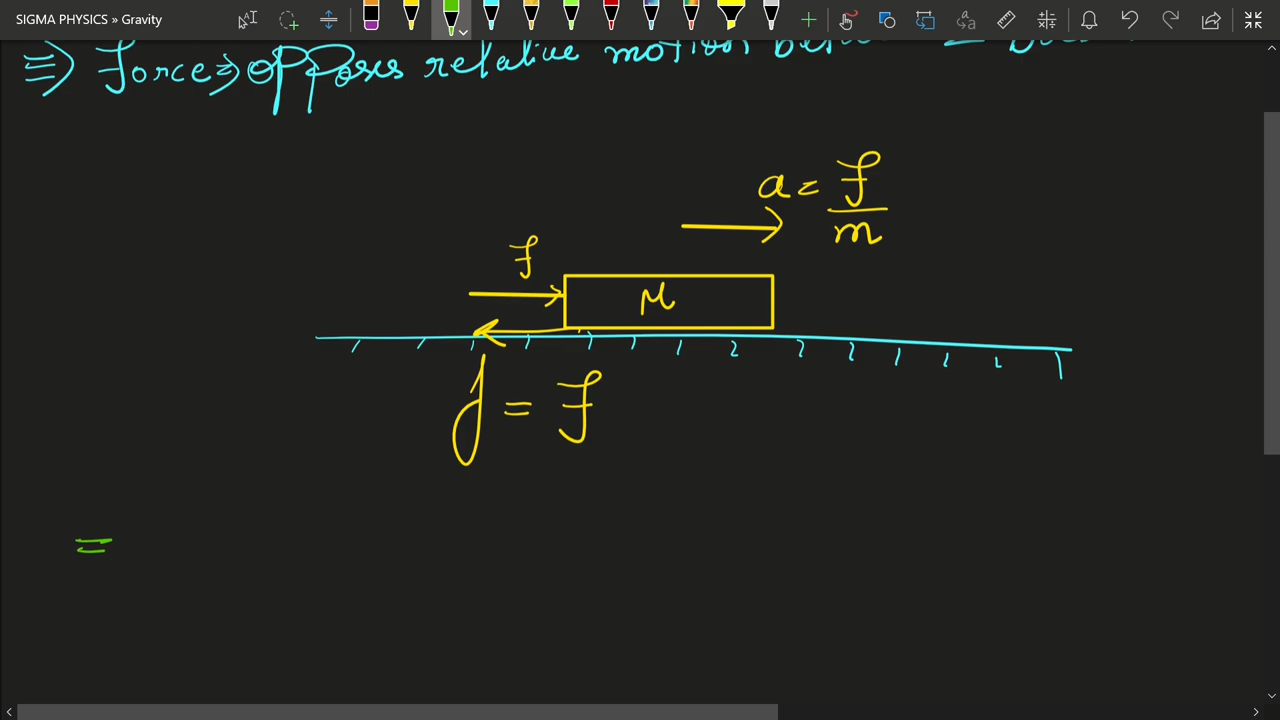 SIGMA PHYSICS » Gravity
⇒ force ⇒ opposes relative motion
a = F/m
F
M
f = F
=